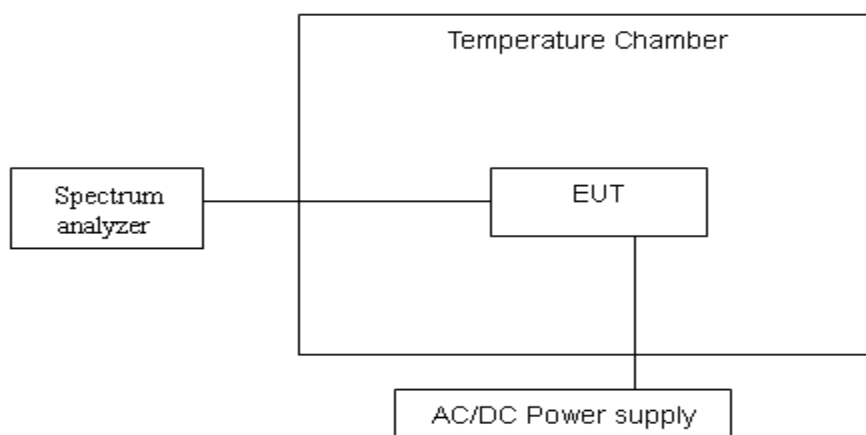 Temperature Chamber
Spectrum
analyzer
EUT
AC/DC Power supply